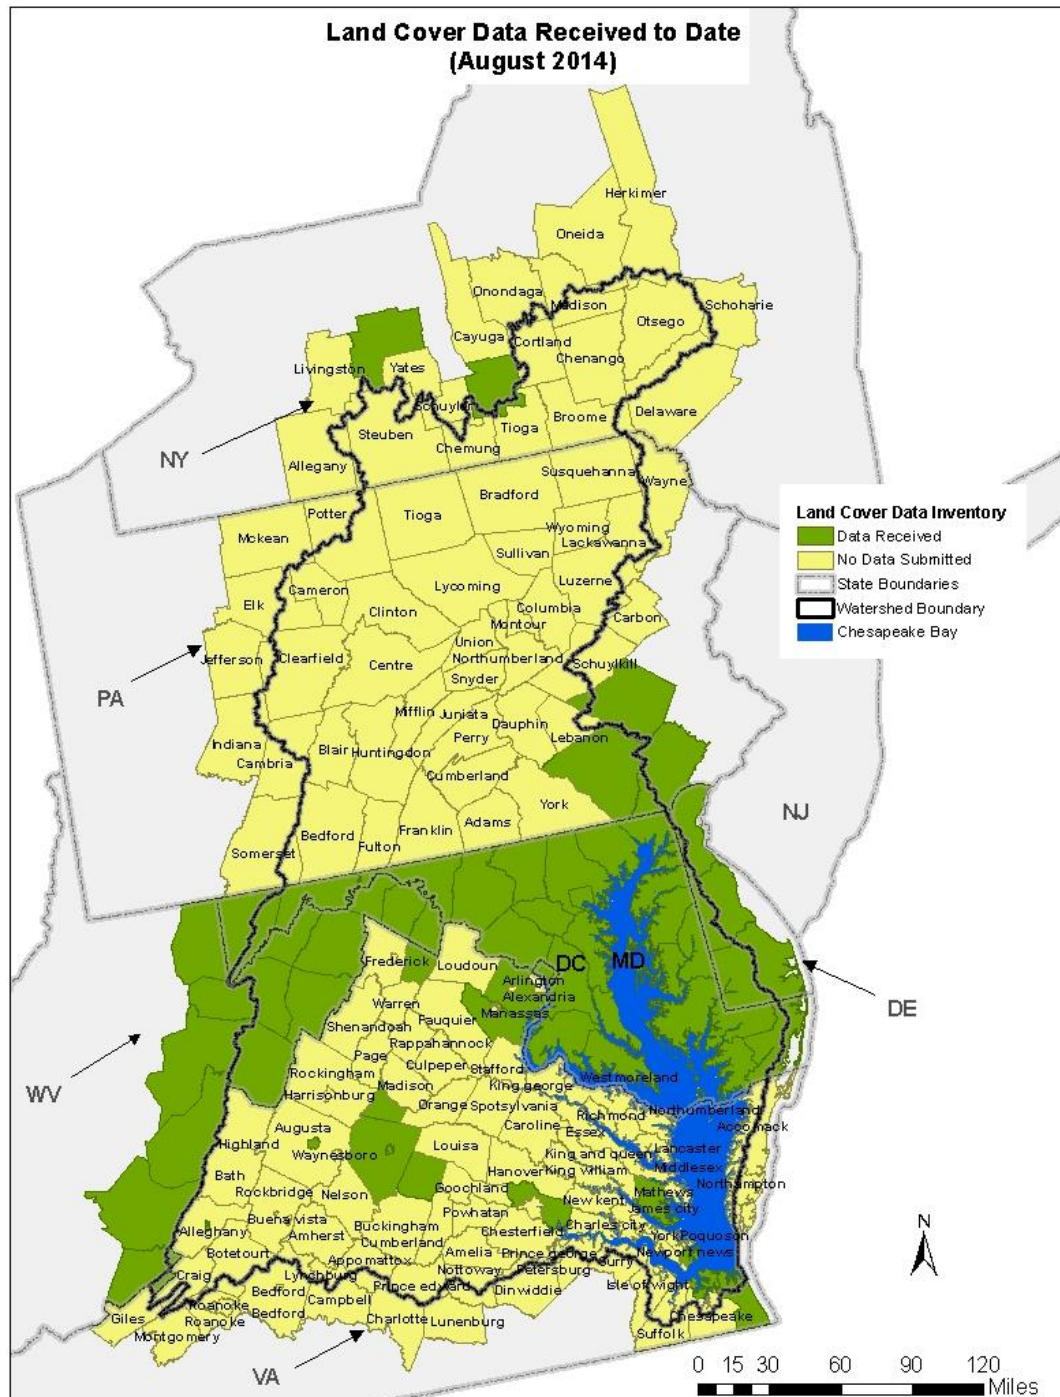 Land Cover Data Received to Date
(August 2014)
Herkimer
Oneida
Onondaga
Madison
Schoharie
Otsego
Cayuga
Cortland
Chenango
Livingston
Yates
Schuyler
Delaware
Broome
Tioga
Steuben
Chemung
NY
Allegany
Susquehanna
Wayne
Bradford
Potter
Tioga
Wyoming
Mckean
Lackawanna
Sullivan
Luzerne
Lycoming
Cameron
Elk
Columbia
Clinton
Carbon
Montour
Union
Jefferson
Clearfield
Centre
Northumberland
Schuylkill
Snyder
PA
Mifflin
Juniata
Dauphin
Perry
Lebanon
Indiana
Blair
Huntingdon
Cambria
Cumberland
York
NJ
Franklin
Adams
Bedford
Fulton
Somerset
Land Cover Data Inventory
Data Received
No Data Submitted
State Boundaries
Watershed Boundary
Chesapeake Bay
DC
MD
DE
WV
Frederick
Loudoun
Arlington
Alexandria
Manassas
Warren
Fauquier
Shenandoah
Rappahannock
Page
Culpeper
Stafford
Rockingham
Madison
King george
Westmoreland
Harrisonburg
Orange
Spotsylvania
Richmond
Northumberland
Augusta
Caroline
Essex
Accomack
Highland
Waynesboro
Louisa
King and queen
Lancaster
Bath
Hanover
King william
Middlesex
Northampton
Rockbridge
Nelson
Goochland
New kent
Mathews
Powhatan
James city
Buena vista
Buckingham
Chesterfield
Charles city
Alleghany
Amherst
Cumberland
York
Poquoson
Botetourt
Amelia
Prince george
Newport news
Appomattox
Nottoway
Petersburg
Surry
Craig
Lynchburg
Prince edward
Dinwiddie
Isle of wight
Bedford
Campbell
Roanoke
Giles
Roanoke
Bedford
Charlotte
Lunenburg
Chesapeake
Montgomery
Suffolk
VA
N
0 15 30 60 90 120
Miles